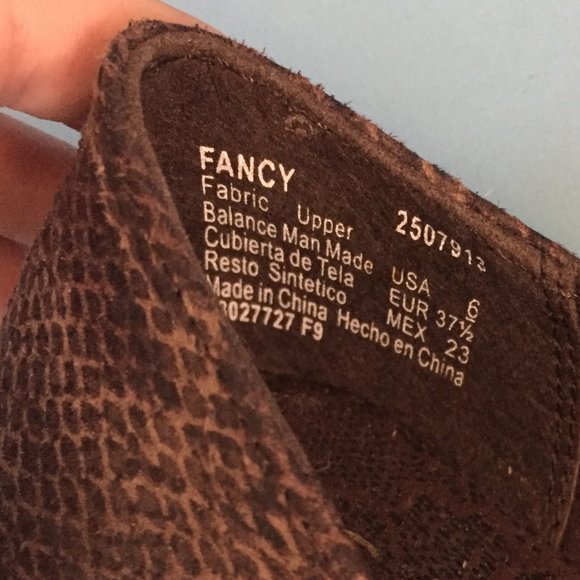 FANCY 2507913
Fabric Upper
Balance Man Made USA 6
Cubierta de Tela EUR 37½
Resto Sintetico MEX 23
Made in China Hecho en China
027727 F9